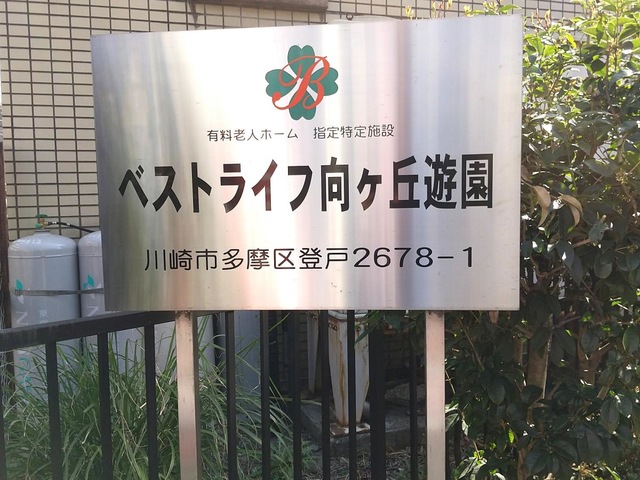 B
有料老人ホーム 指定特定施設
ベストライフ向ヶ丘遊園
川崎市多摩区登戸2678-1